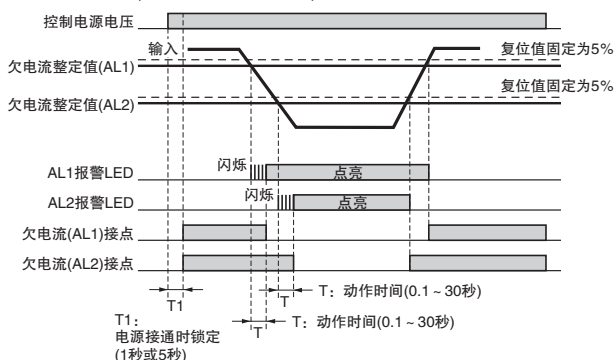 控制电源电压
输入
复位值固定为5%
欠电流整定值(AL1)
复位值固定为5%
欠电流整定值(AL2)
闪烁
AL1报警LED
点亮
闪烁
AL2报警LED
点亮
欠电流(AL1)接点
欠电流(AL2)接点
T1
T
T：动作时间(0.1~30秒)
T1：
电源接通时锁定
(1秒或5秒)
T
T：动作时间(0.1~30秒)